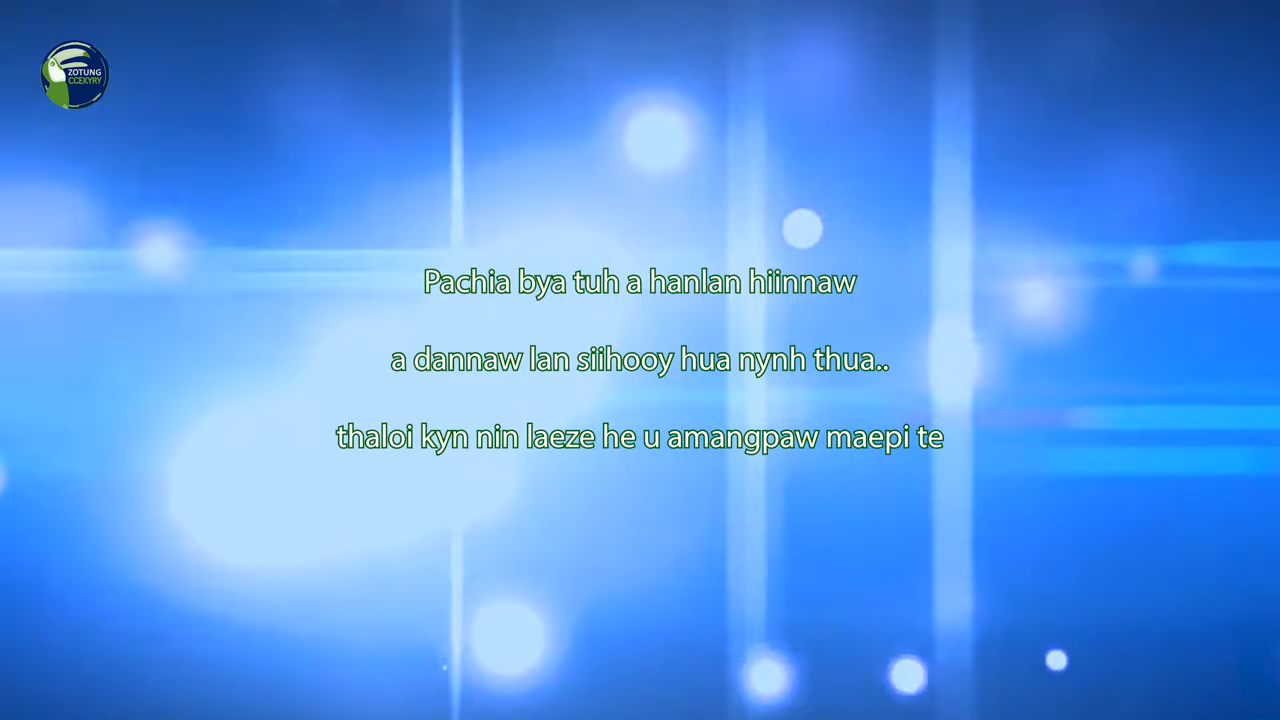 ZOTUNG
CCEKYRY
Pachia bya tuh a hanlan hiinnaw
a dannaw lan siihooy hua nynh thua..
thaloi kyn nin laeze he u amangpaw maepi te